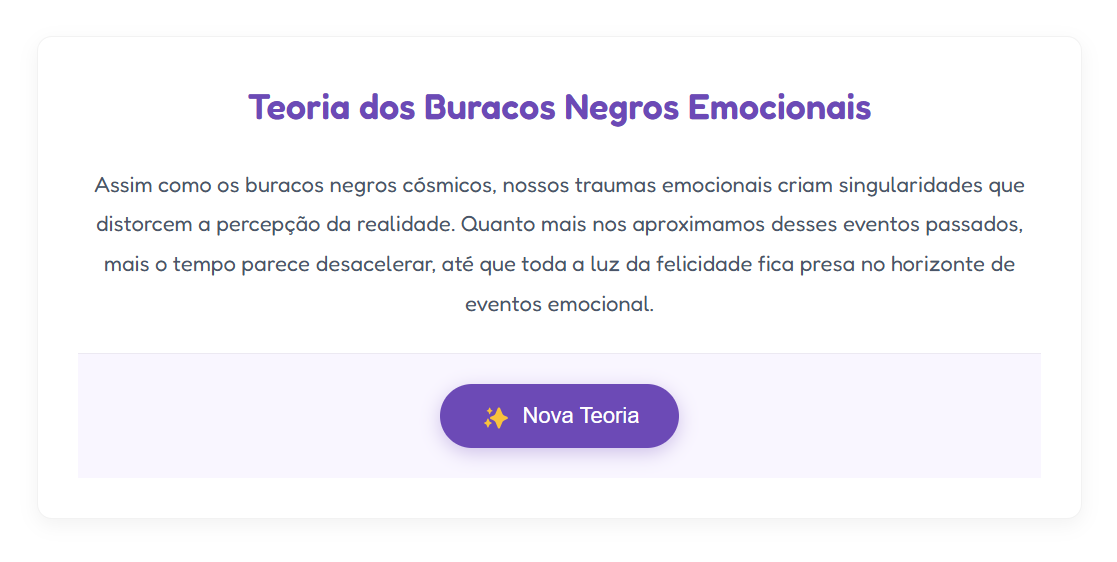 Teoria dos Buracos Negros Emocionais
Assim como os buracos negros cósmicos, nossos traumas emocionais criam singularidades que
distorcem a percepção da realidade. Quanto mais nos aproximamos desses eventos passados,
mais o tempo parece desacelerar, até que toda a luz da felicidade fica presa no horizonte de
eventos emocional.
✨ Nova Teoria